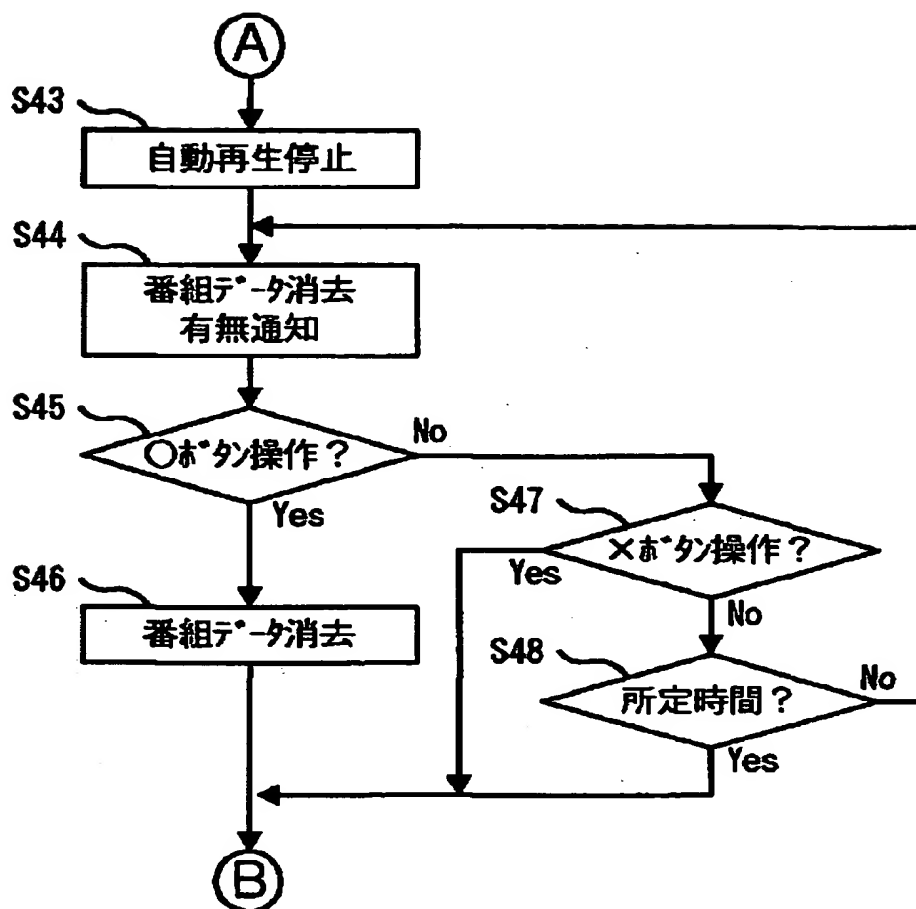 A
S43
自動再生停止
S44
番組ﾃﾞｰﾀ消去
有無通知
S45
○ﾎﾞﾀﾝ操作?
No
Yes
S47
×ﾎﾞﾀﾝ操作?
Yes
No
S46
番組ﾃﾞｰﾀ消去
S48
所定時間?
No
Yes
B